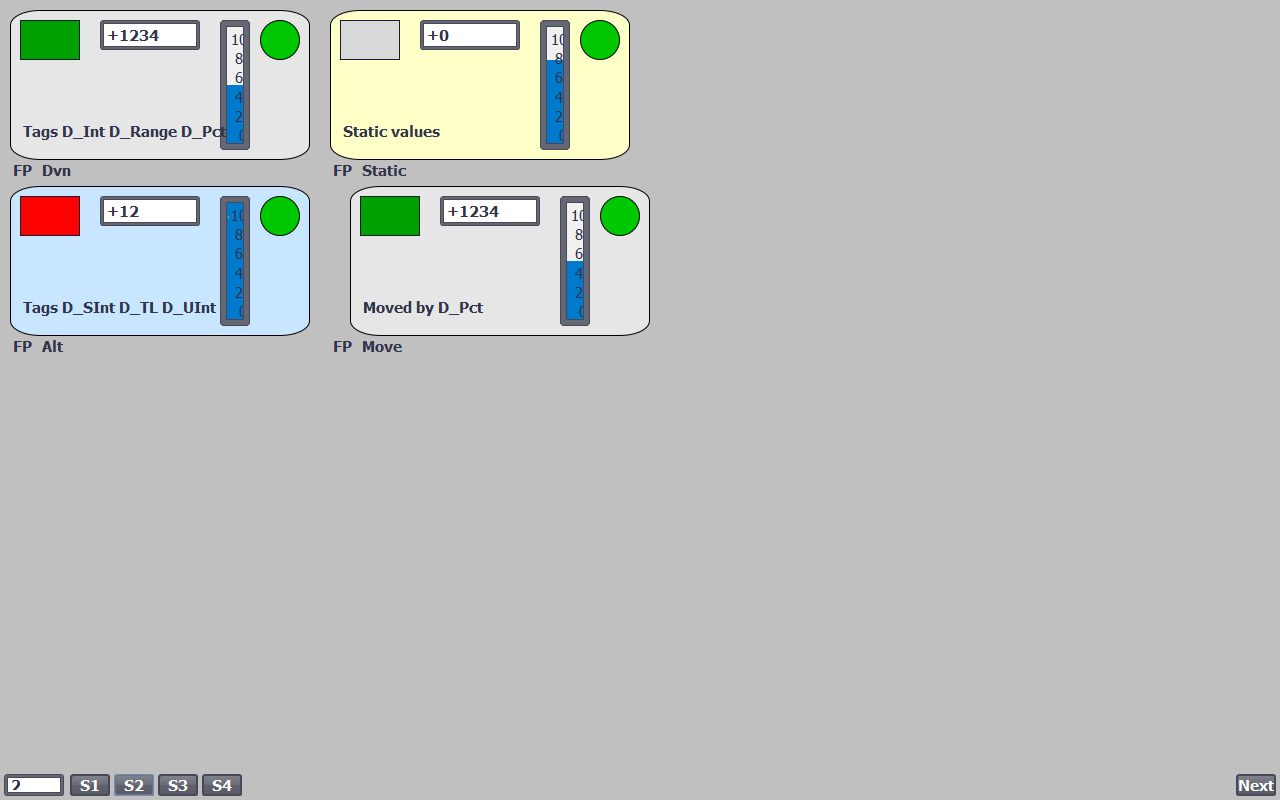 +1234
10
8
6
4
2
0
Tags D_Int D_Range D_Pct
FP Dvn
+0
10
8
6
4
2
0
Static values
FP Static
+12
10
8
6
4
2
0
Tags D_SInt D_TL D_UInt
FP Alt
+1234
10
8
6
4
2
0
Moved by D_Pct
FP Move
2
S1
S2
S3
S4
Next